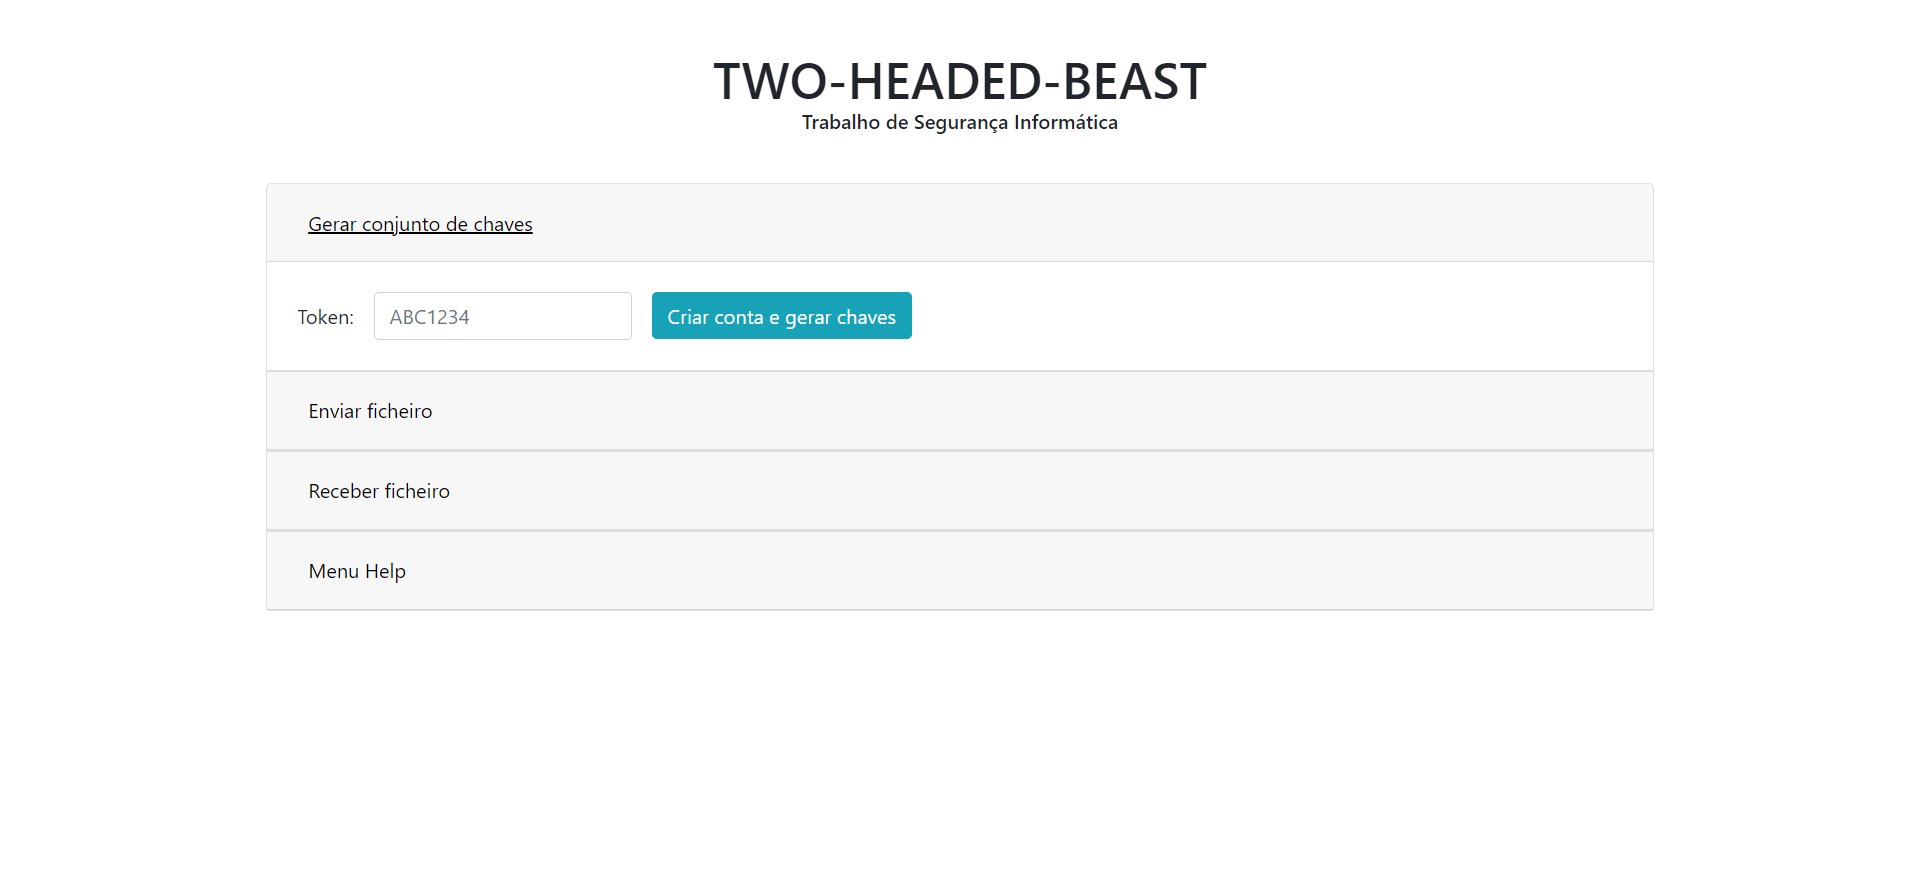 TWO-HEADED-BEAST
Trabalho de Segurança Informática
Gerar conjunto de chaves
Token: ABC1234 Criar conta e gerar chaves
Enviar ficheiro
Receber ficheiro
Menu Help